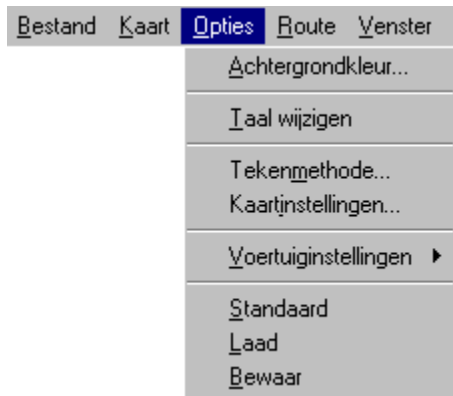 Bestand Kaart Opties Route Venster
Achtergrondkleur...
Taal wijzigen
Tekenmethode...
Kaartinstellingen...
Voertuiginstellingen
Standaard
Laad
Bewaar